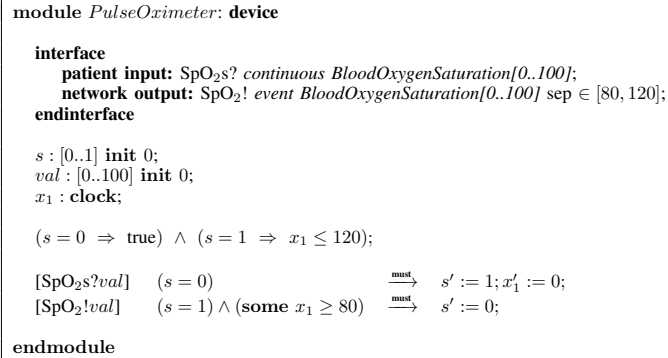 module PulseOximeter: device
interface
patient input: SpO₂s? continuous BloodOxygenSaturation[0..100];
network output: SpO₂! event BloodOxygenSaturation[0..100] sep ∈ [80, 120];
endinterface
s : [0..1] init 0;
val : [0..100] init 0;
x₁ : clock;
(s = 0 ⇒ true) ∧ (s = 1 ⇒ x₁ ≤ 120);
[SpO₂s?val] (s = 0) —must→ s′ := 1; x′₁ := 0;
[SpO₂!val] (s = 1) ∧ (some x₁ ≥ 80) —must→ s′ := 0;
endmodule